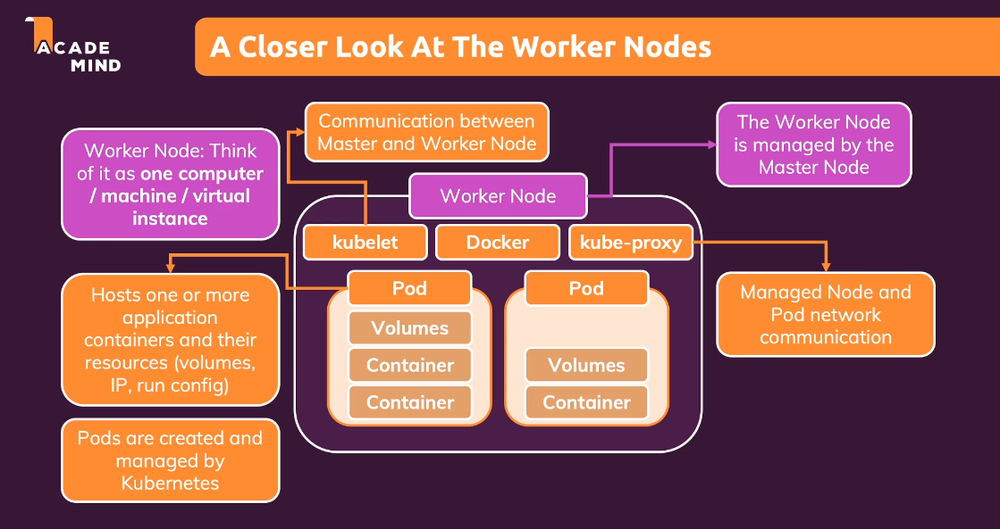 ACADE
MIND
A Closer Look At The Worker Nodes
Communication between
Master and Worker Node
The Worker Node
is managed by the
Master Node
Worker Node: Think
of it as one computer
/ machine / virtual
instance
Worker Node
kubelet
Docker
kube-proxy
Hosts one or more
application
containers and their
resources (volumes,
IP, run config)
Pod
Volumes
Container
Container
Pod
Volumes
Container
Managed Node and
Pod network
communication
Pods are created and
managed by
Kubernetes